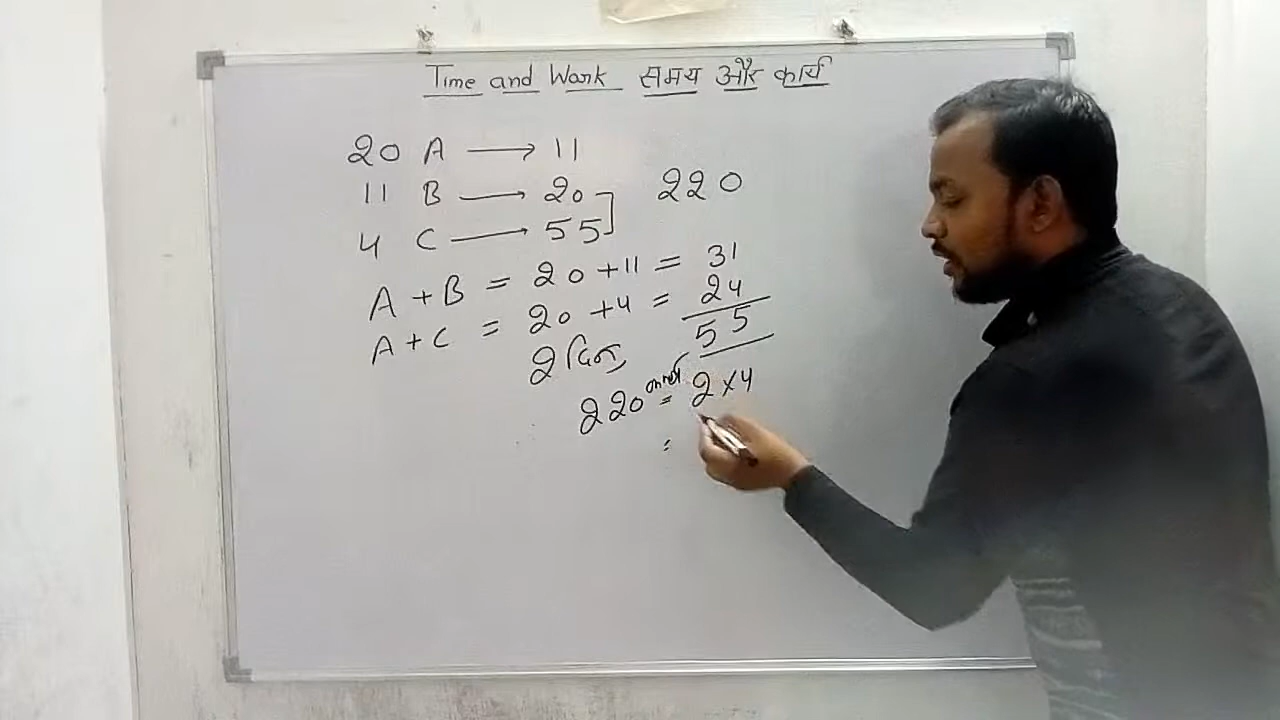 Time and Work समय और कार्य
20 A → 11
11 B → 20
4 C → 55
220
A + B = 20 + 11 = 31
A + C = 20 + 4 = 24
55
2 दिन
220 = 2 × 4
=